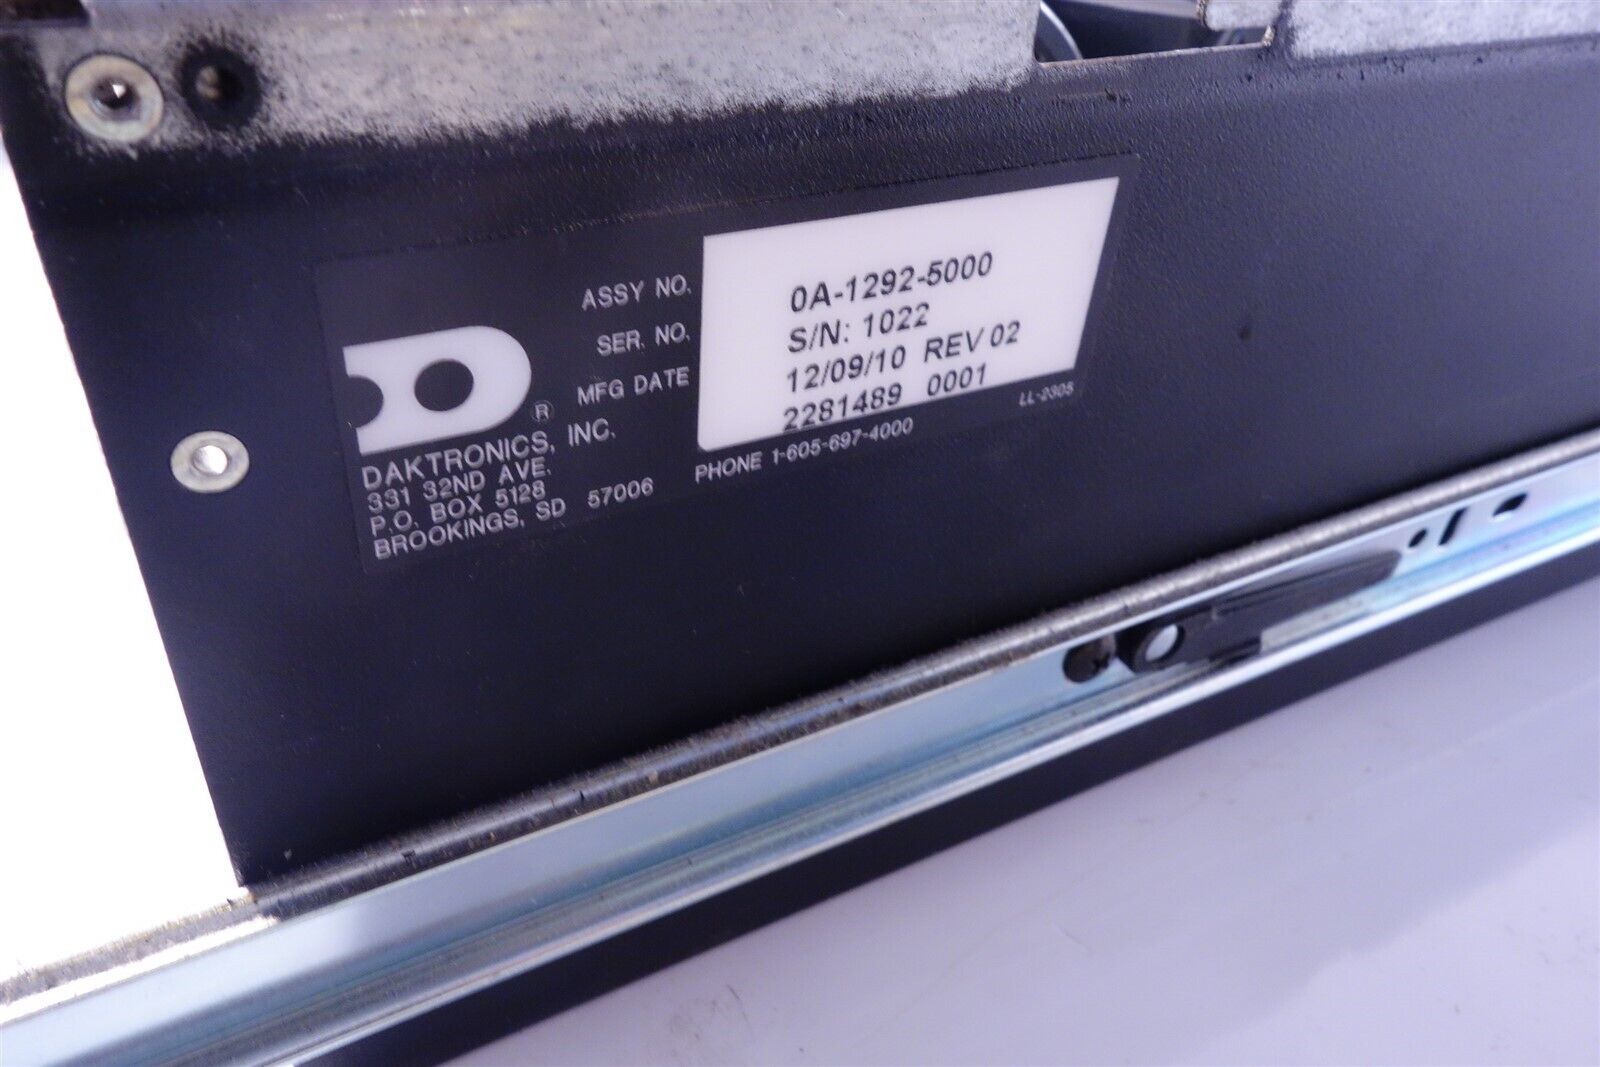 ASSY NO. 0A-1292-5000
SER. NO. S/N: 1022
MFG DATE 12/09/10 REV 02
2281489 0001
®
DAKTRONICS, INC.
331 32ND AVE.
P.O. BOX 5128
BROOKINGS, SD 57006
PHONE 1-605-697-4000
LL-2305